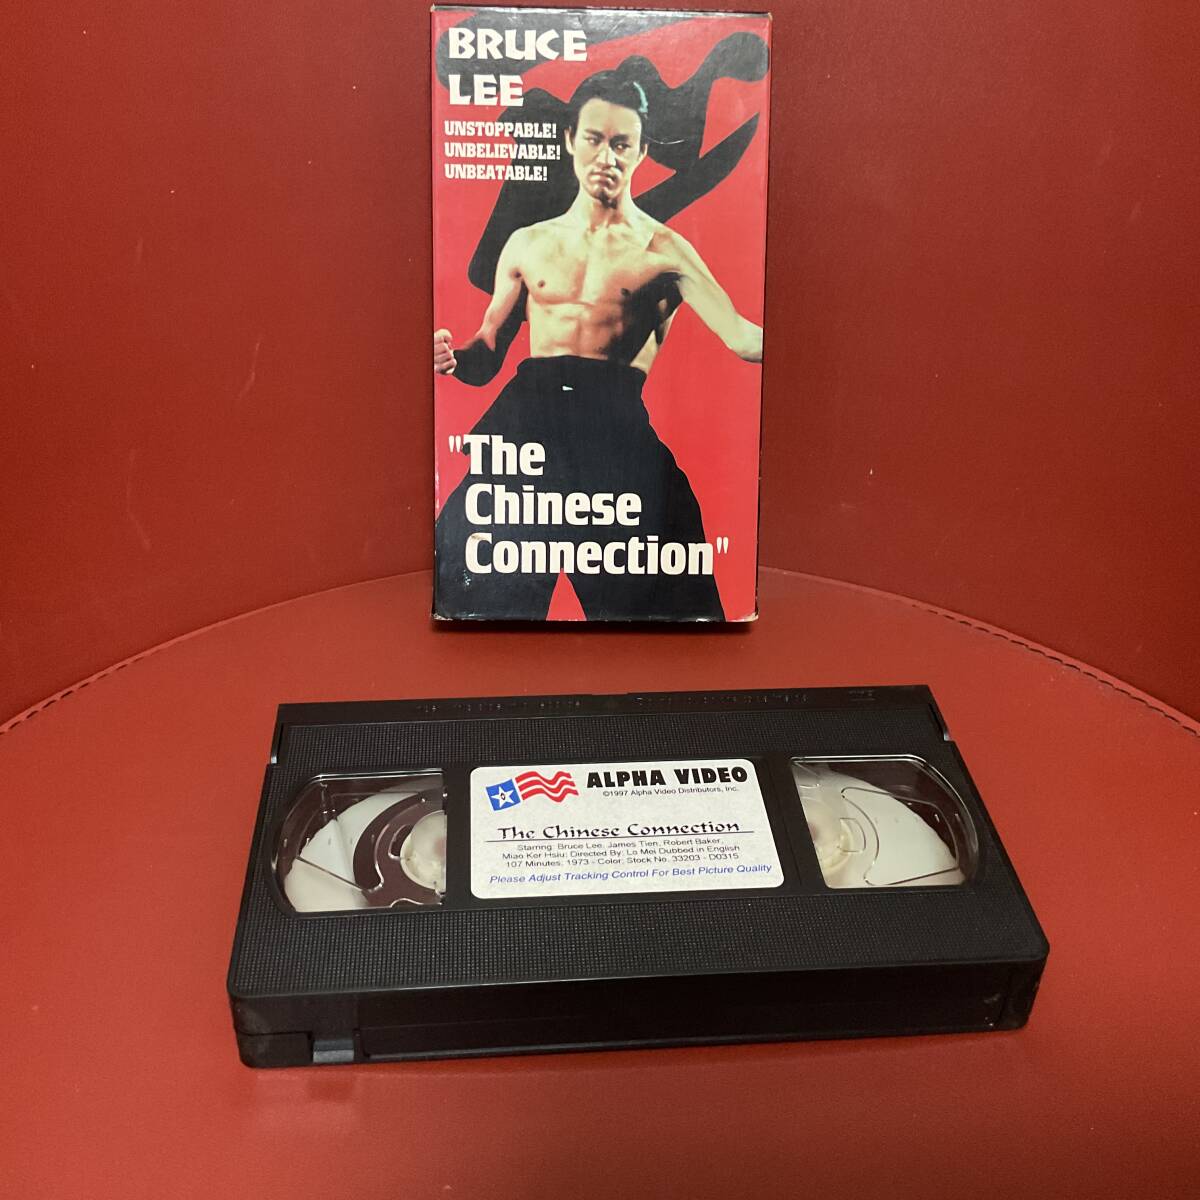 BRUCE
LEE
UNSTOPPABLE!
UNBELIEVABLE!
UNBEATABLE!
"The
Chinese
Connection"
ALPHA VIDEO
©1997 Alpha Video Distributors, Inc.
The Chinese Connection
Starring: Bruce Lee, James Tien, Robert Baker,
Miao Ker Hsiu; Directed By: Lo Mei Dubbed in English
107 Minutes; 1973 - Color; Stock No. 33203 - D0315
Please Adjust Tracking Control For Best Picture Quality